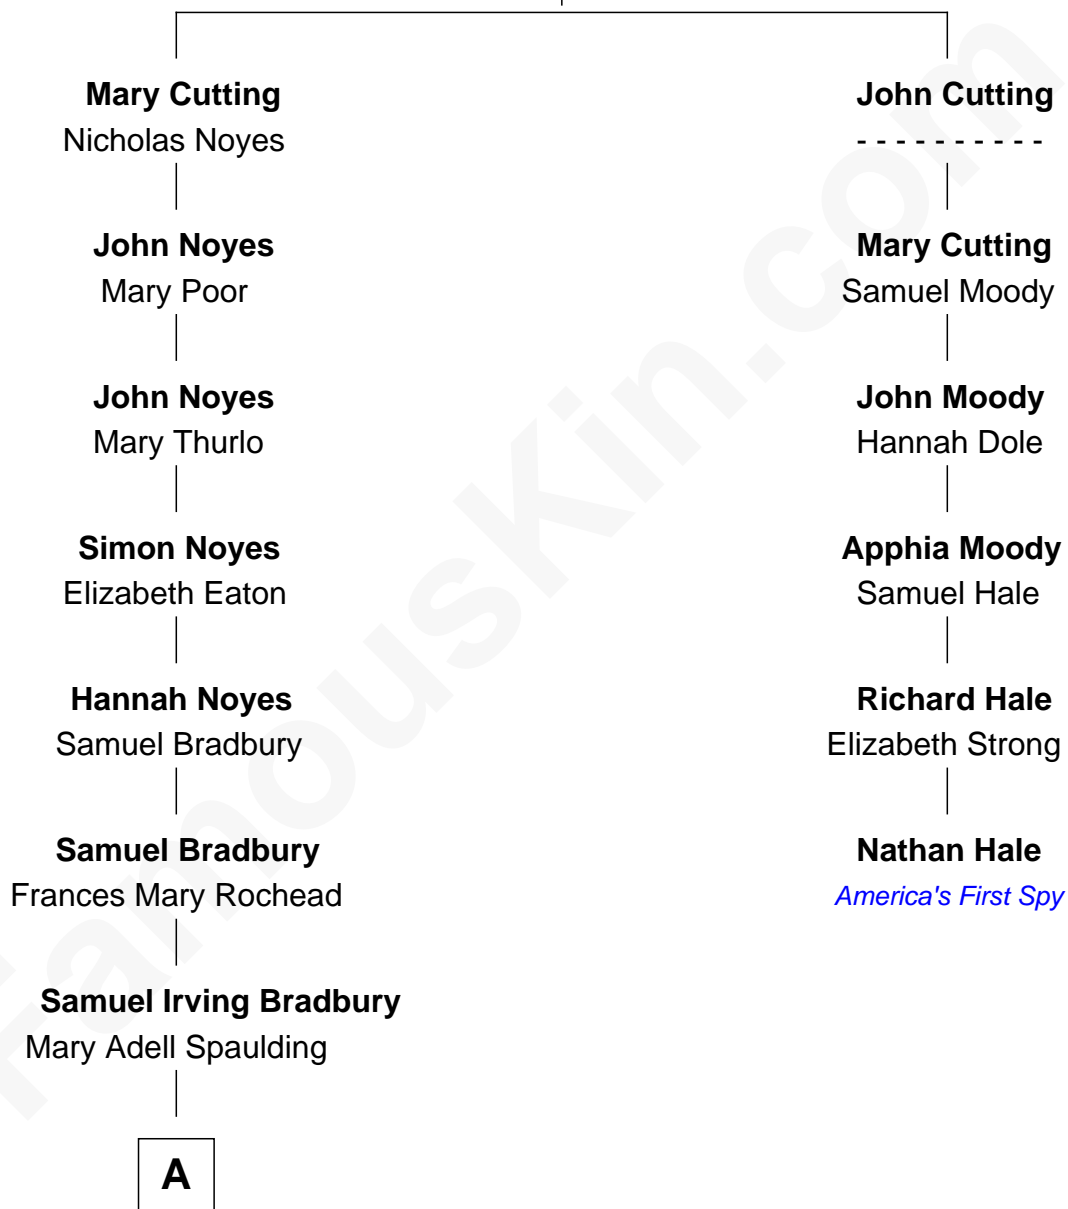 Mary Cutting
Nicholas Noyes
John Cutting
- - - - - - - - - -
John Noyes
Mary Poor
Mary Cutting
Samuel Moody
John Noyes
Mary Thurlo
John Moody
Hannah Dole
Simon Noyes
Elizabeth Eaton
Apphia Moody
Samuel Hale
Hannah Noyes
Samuel Bradbury
Richard Hale
Elizabeth Strong
Samuel Bradbury
Frances Mary Rochead
Nathan Hale
America's First Spy
Samuel Irving Bradbury
Mary Adell Spaulding
A
FamousKin.com